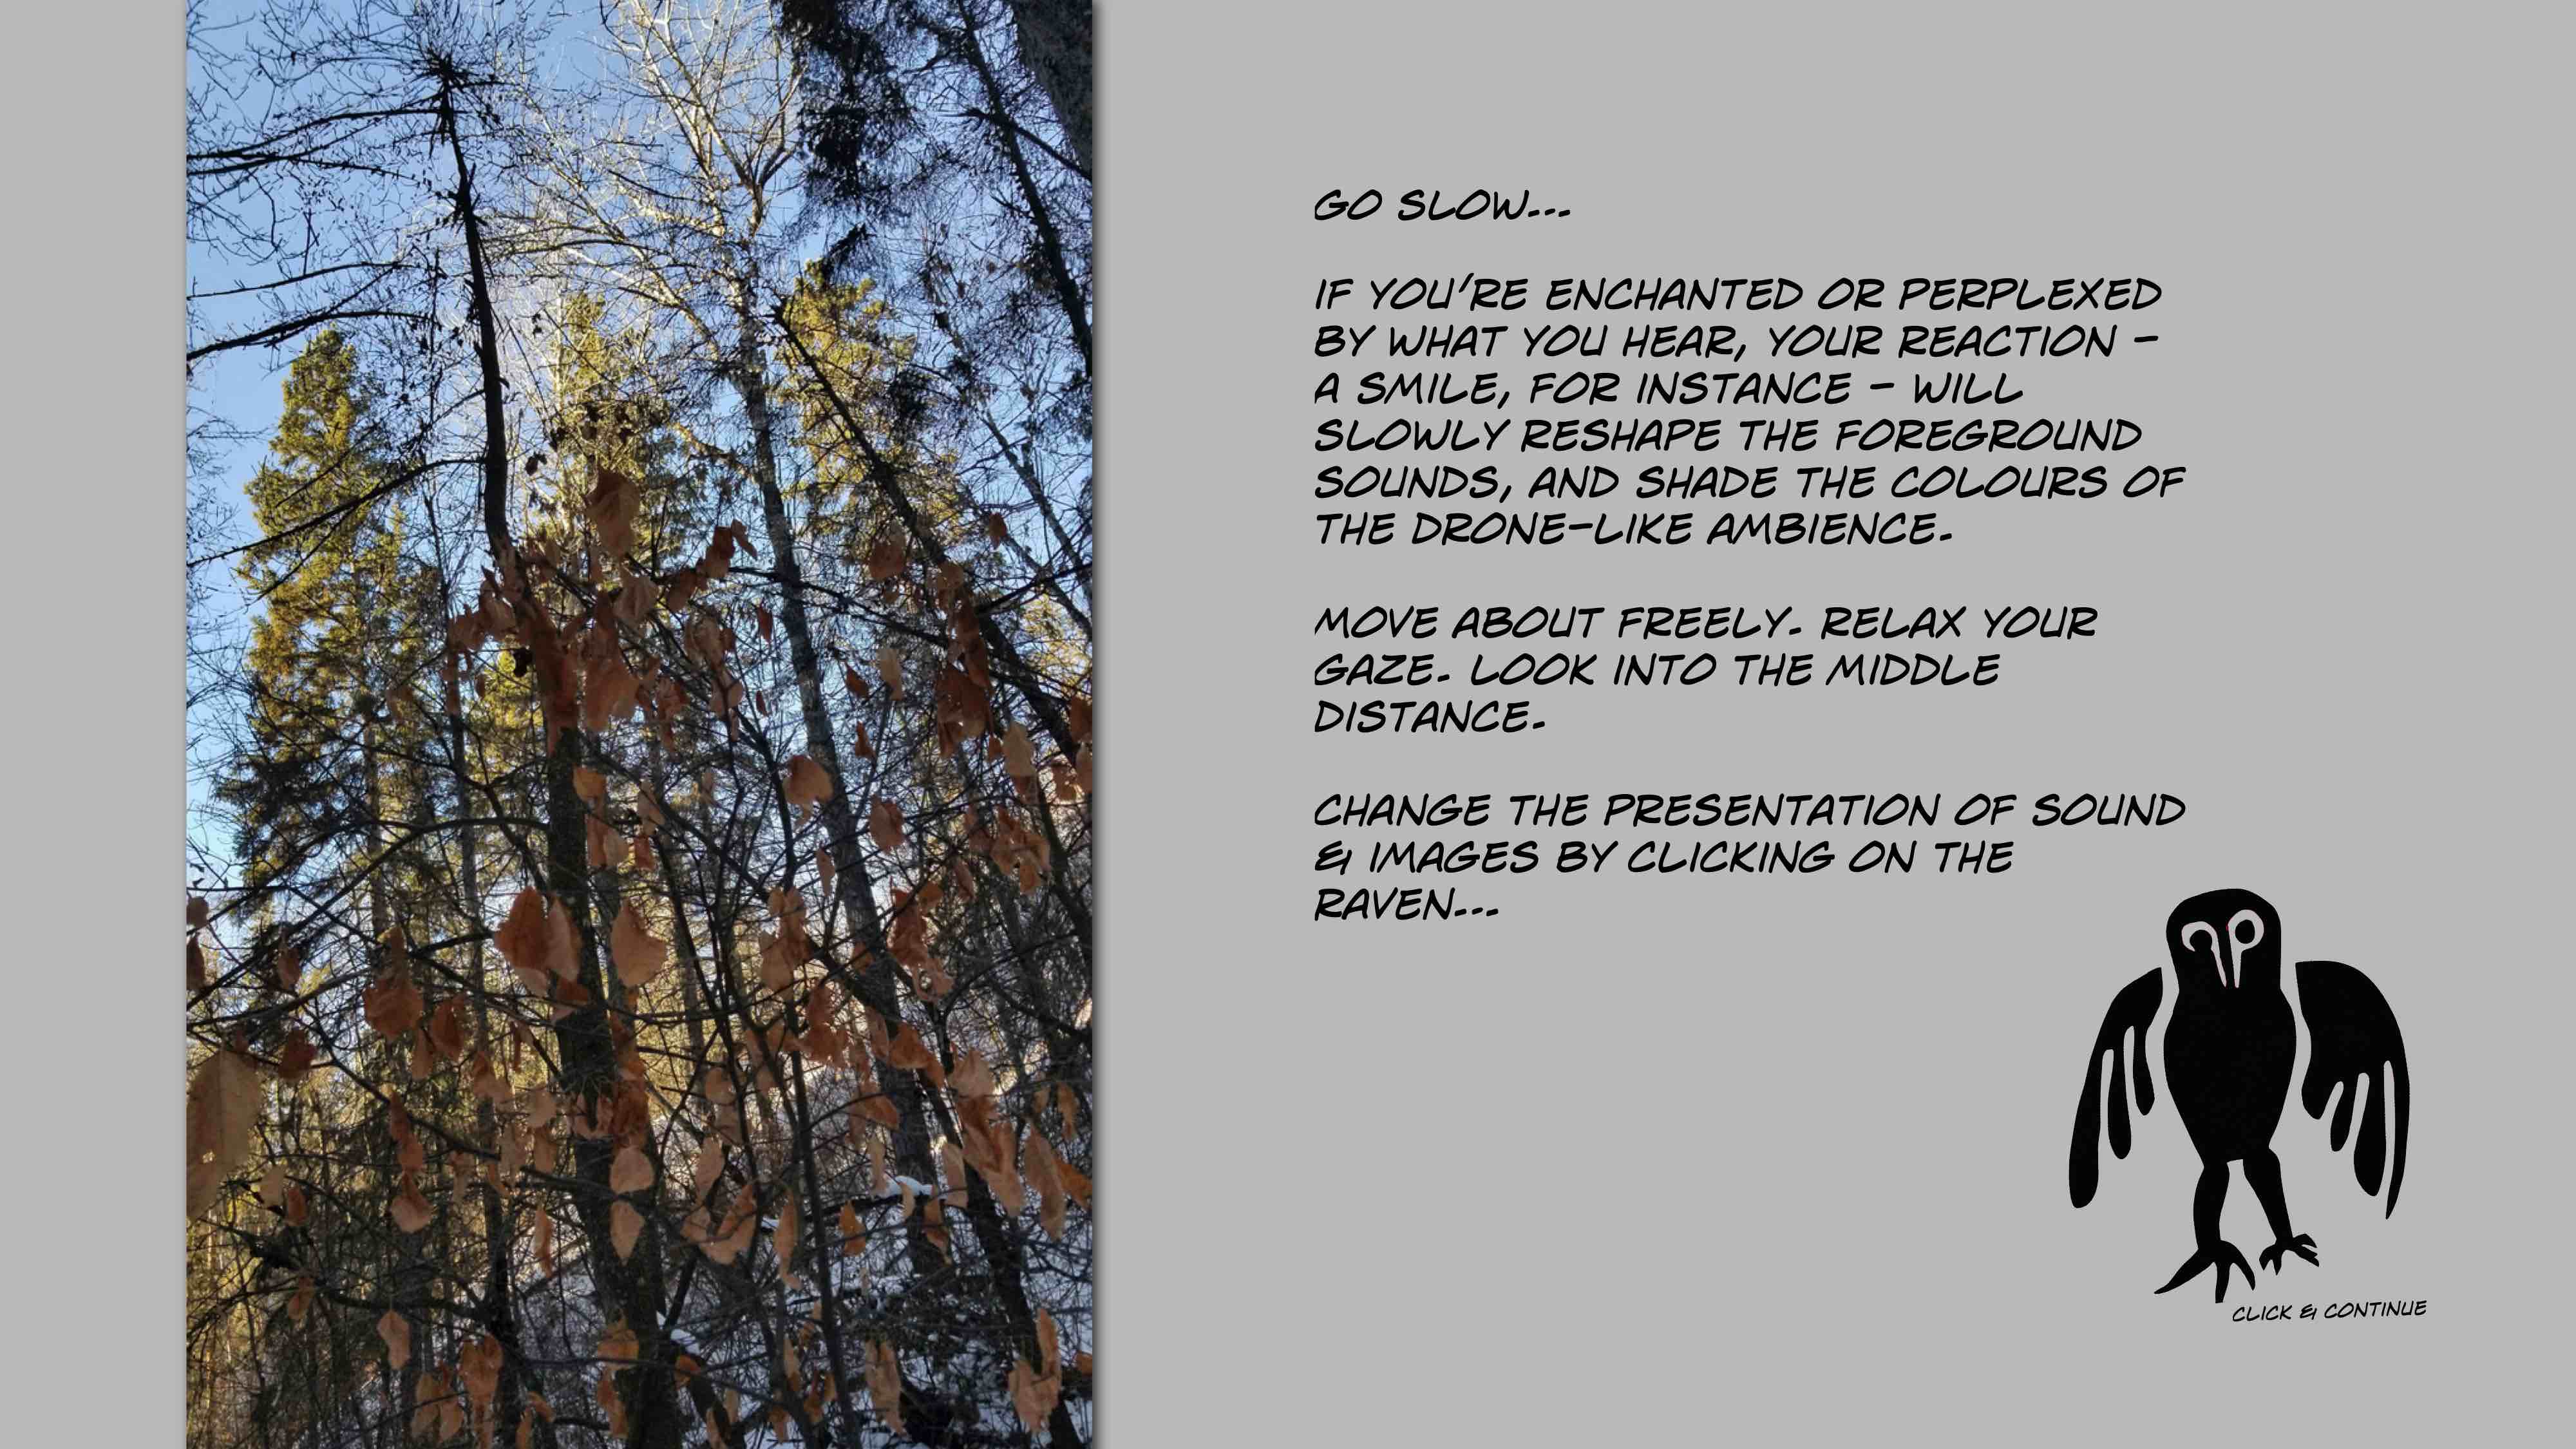 GO SLOW...
IF YOU'RE ENCHANTED OR PERPLEXED
BY WHAT YOU HEAR, YOUR REACTION –
A SMILE, FOR INSTANCE – WILL
SLOWLY RESHAPE THE FOREGROUND
SOUNDS, AND SHADE THE COLOURS OF
THE DRONE-LIKE AMBIENCE.
MOVE ABOUT FREELY. RELAX YOUR
GAZE. LOOK INTO THE MIDDLE
DISTANCE.
CHANGE THE PRESENTATION OF SOUND
& IMAGES BY CLICKING ON THE
RAVEN...
CLICK & CONTINUE